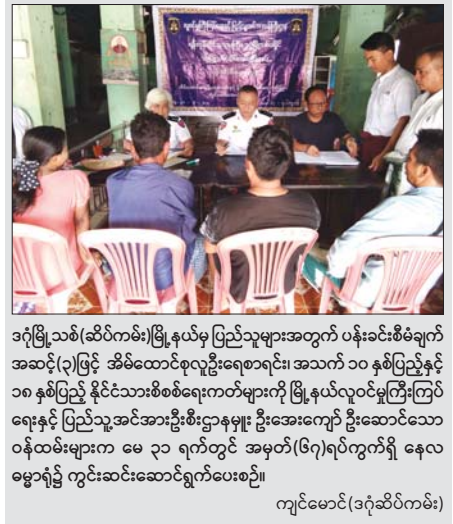 ဒဂုံမြို့သစ်(ဆိပ်ကမ်း)မြို့နယ်မှ ပြည်သူများအတွက် ပန်းခင်းစီမံချက်
အဆင့်(၃)ဖြင့် အိမ်ထောင်စုလူဦးရေစာရင်း၊ အသက် ၁၀ နှစ်ပြည့်နှင့်
၁၈ နှစ်ပြည့် နိုင်ငံသားစိစစ်ရေးကတ်များကို မြို့နယ်လူဝင်မှုကြီးကြပ်
ရေးနှင့် ပြည်သူ့အင်အားဦးစီးဌာနမှူး ဦးအေးကျော် ဦးဆောင်သော
ဝန်ထမ်းများက မေ ၃၁ ရက်တွင် အမှတ်(၆၇)ရပ်ကွက်ရှိ နေလ
ဓမ္မာရုံ၌ ကွင်းဆင်းဆောင်ရွက်ပေးစဉ်။
ကျင်မောင်(ဒဂုံဆိပ်ကမ်း)